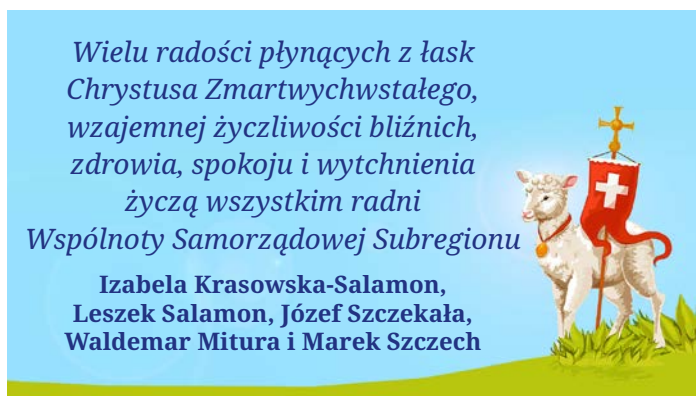 Wielu radości płynących z łask
Chrystusa Zmartwychwstałego,
wzajemnej życzliwości bliźnich,
zdrowia, spokoju i wytchnienia
życzą wszystkim radni
Wspólnoty Samorządowej Subregionu
Izabela Krasowska-Salamon,
Leszek Salamon, Józef Szczekała,
Waldemar Mitura i Marek Szczech